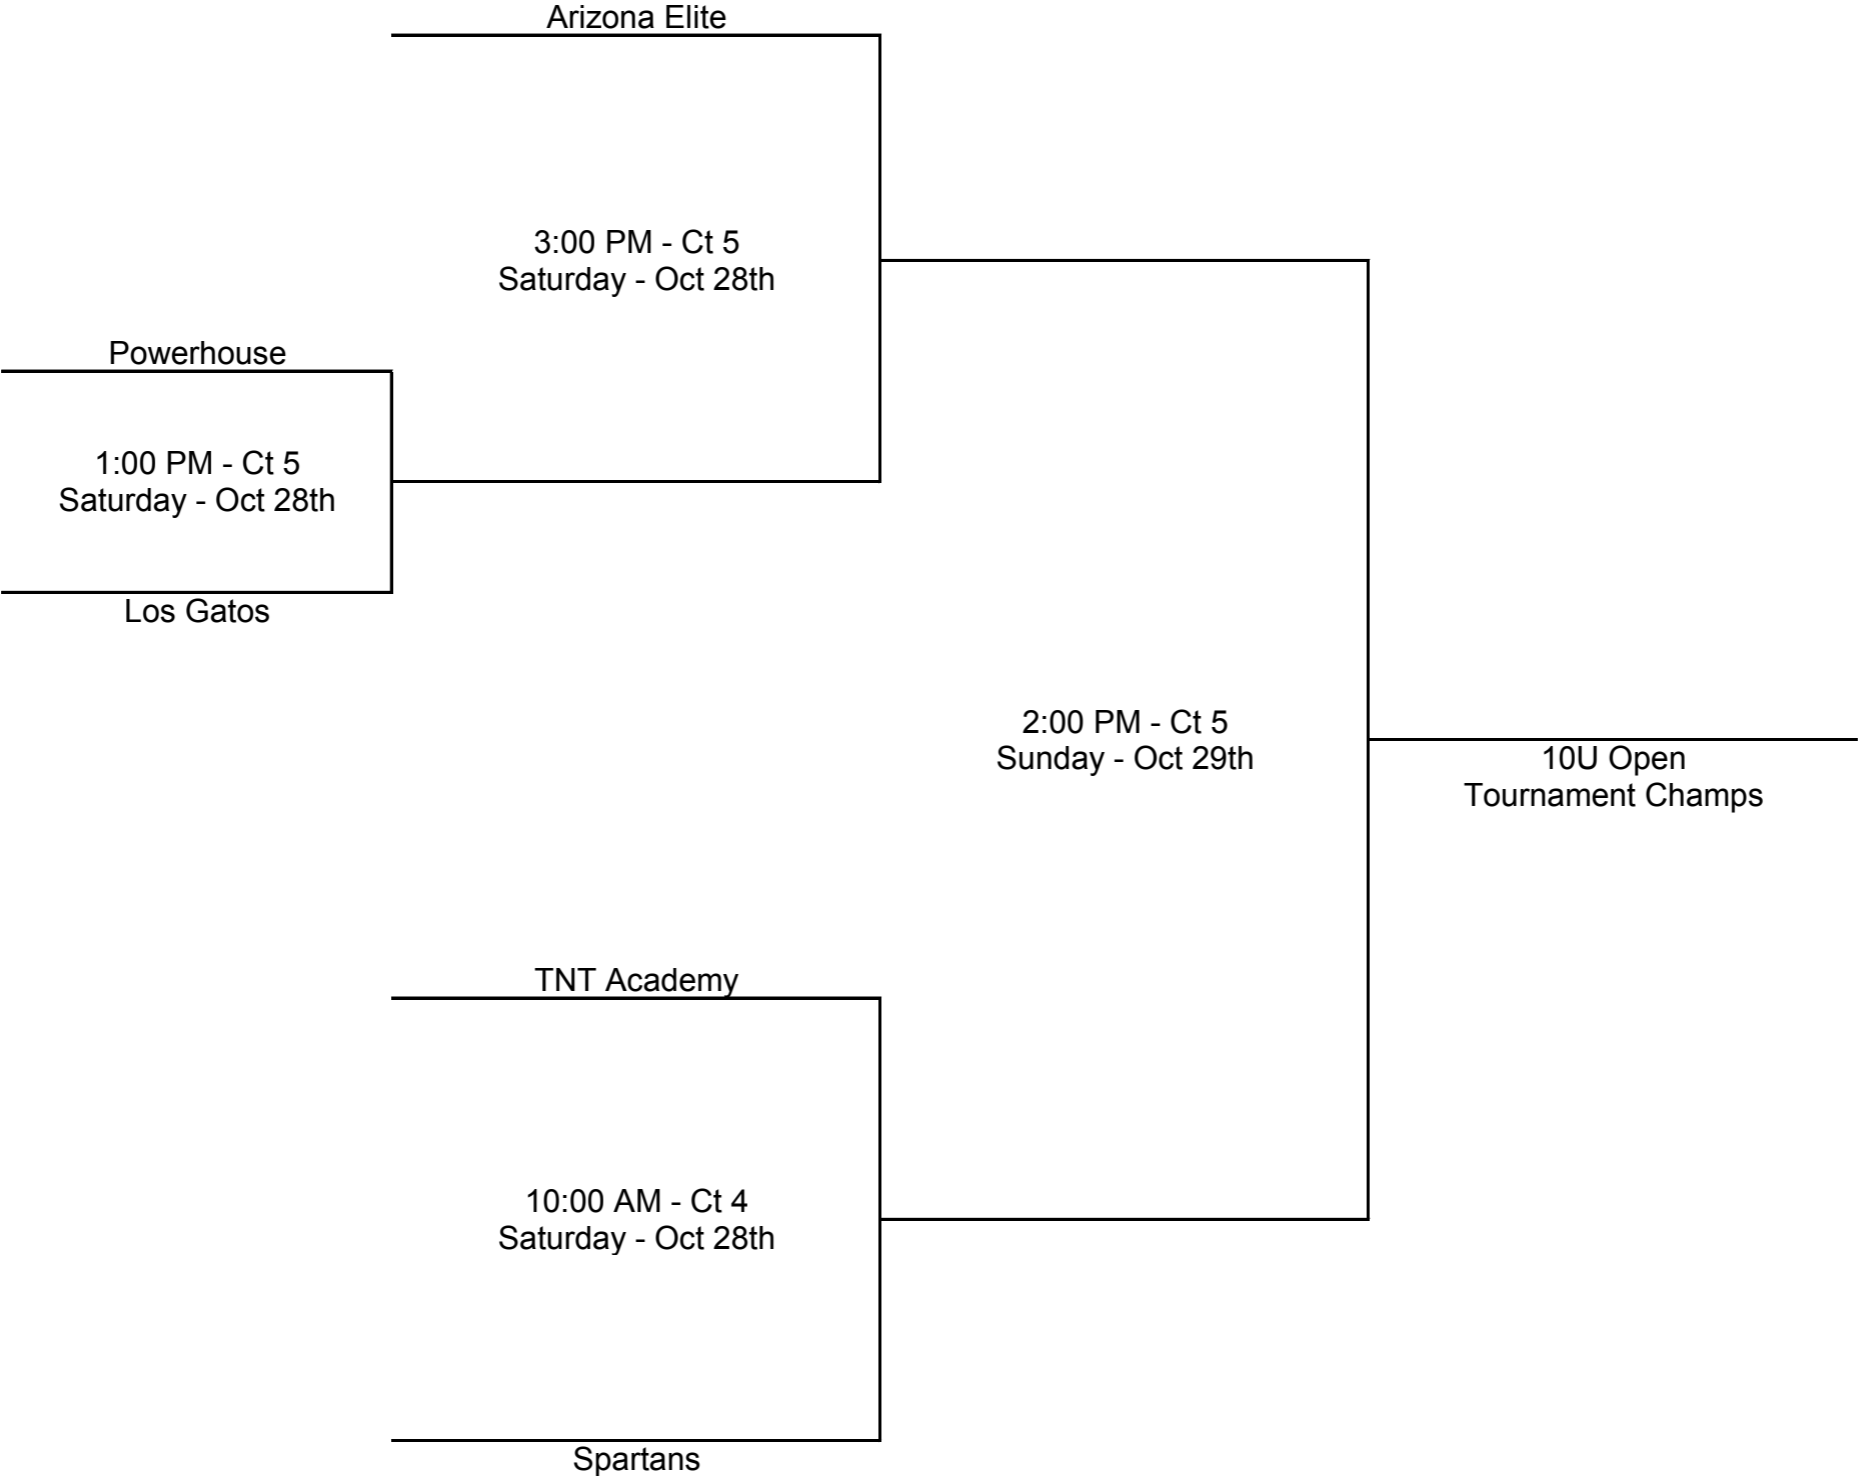 Arizona Elite
3:00 PM - Ct 5
Saturday - Oct 28th
Powerhouse
1:00 PM - Ct 5
Saturday - Oct 28th
Los Gatos
2:00 PM - Ct 5
Sunday - Oct 29th
10U Open
Tournament Champs
TNT Academy
10:00 AM - Ct 4
Saturday - Oct 28th
Spartans